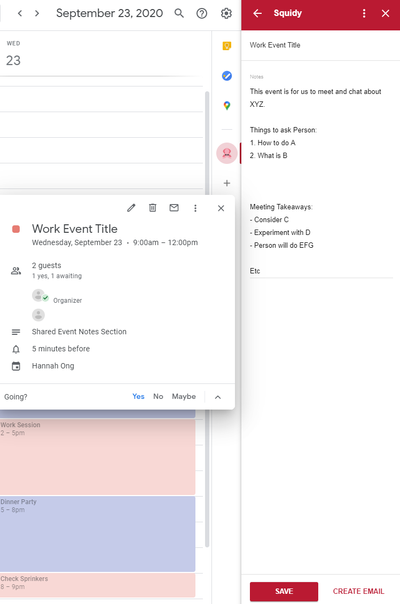 September 23, 2020
WED
23
Work Event Title
Wednesday, September 23 • 9:00am – 12:00pm
2 guests
1 yes, 1 awaiting
Organizer
Shared Event Notes Section
5 minutes before
Hannah Ong
Going?
Yes No Maybe
Work Session
2 – 5pm
Dinner Party
5 – 8pm
Check Sprinkers
8 – 9pm
Squidy
Work Event Title
Notes
This event is for us to meet and chat about
XYZ.
Things to ask Person:
1. How to do A
2. What is B
Meeting Takeaways:
- Consider C
- Experiment with D
- Person will do EFG
Etc
SAVE
CREATE EMAIL